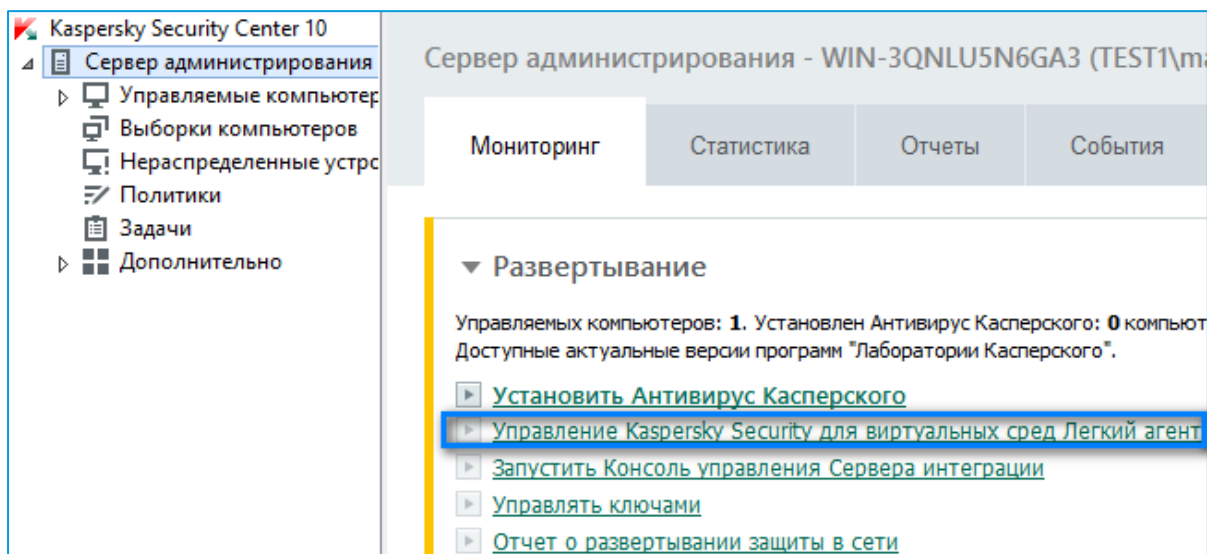 Kaspersky Security Center 10
Сервер администрирования
Управляемые компьютер
Выборки компьютеров
Нераспределенные устро
Политики
Задачи
Дополнительно
Сервер администрирования - WIN-3QNLU5N6GA3 (TEST1\ma
Мониторинг
Статистика
Отчеты
События
Развертывание
Управляемых компьютеров: 1. Установлен Антивирус Касперского: 0 компьют
Доступные актуальные версии программ "Лаборатории Касперского".
Установить Антивирус Касперского
Управление Kaspersky Security для виртуальных сред Легкий агент
Запустить Консоль управления Сервера интеграции
Управлять ключами
Отчет о развертывании защиты в сети